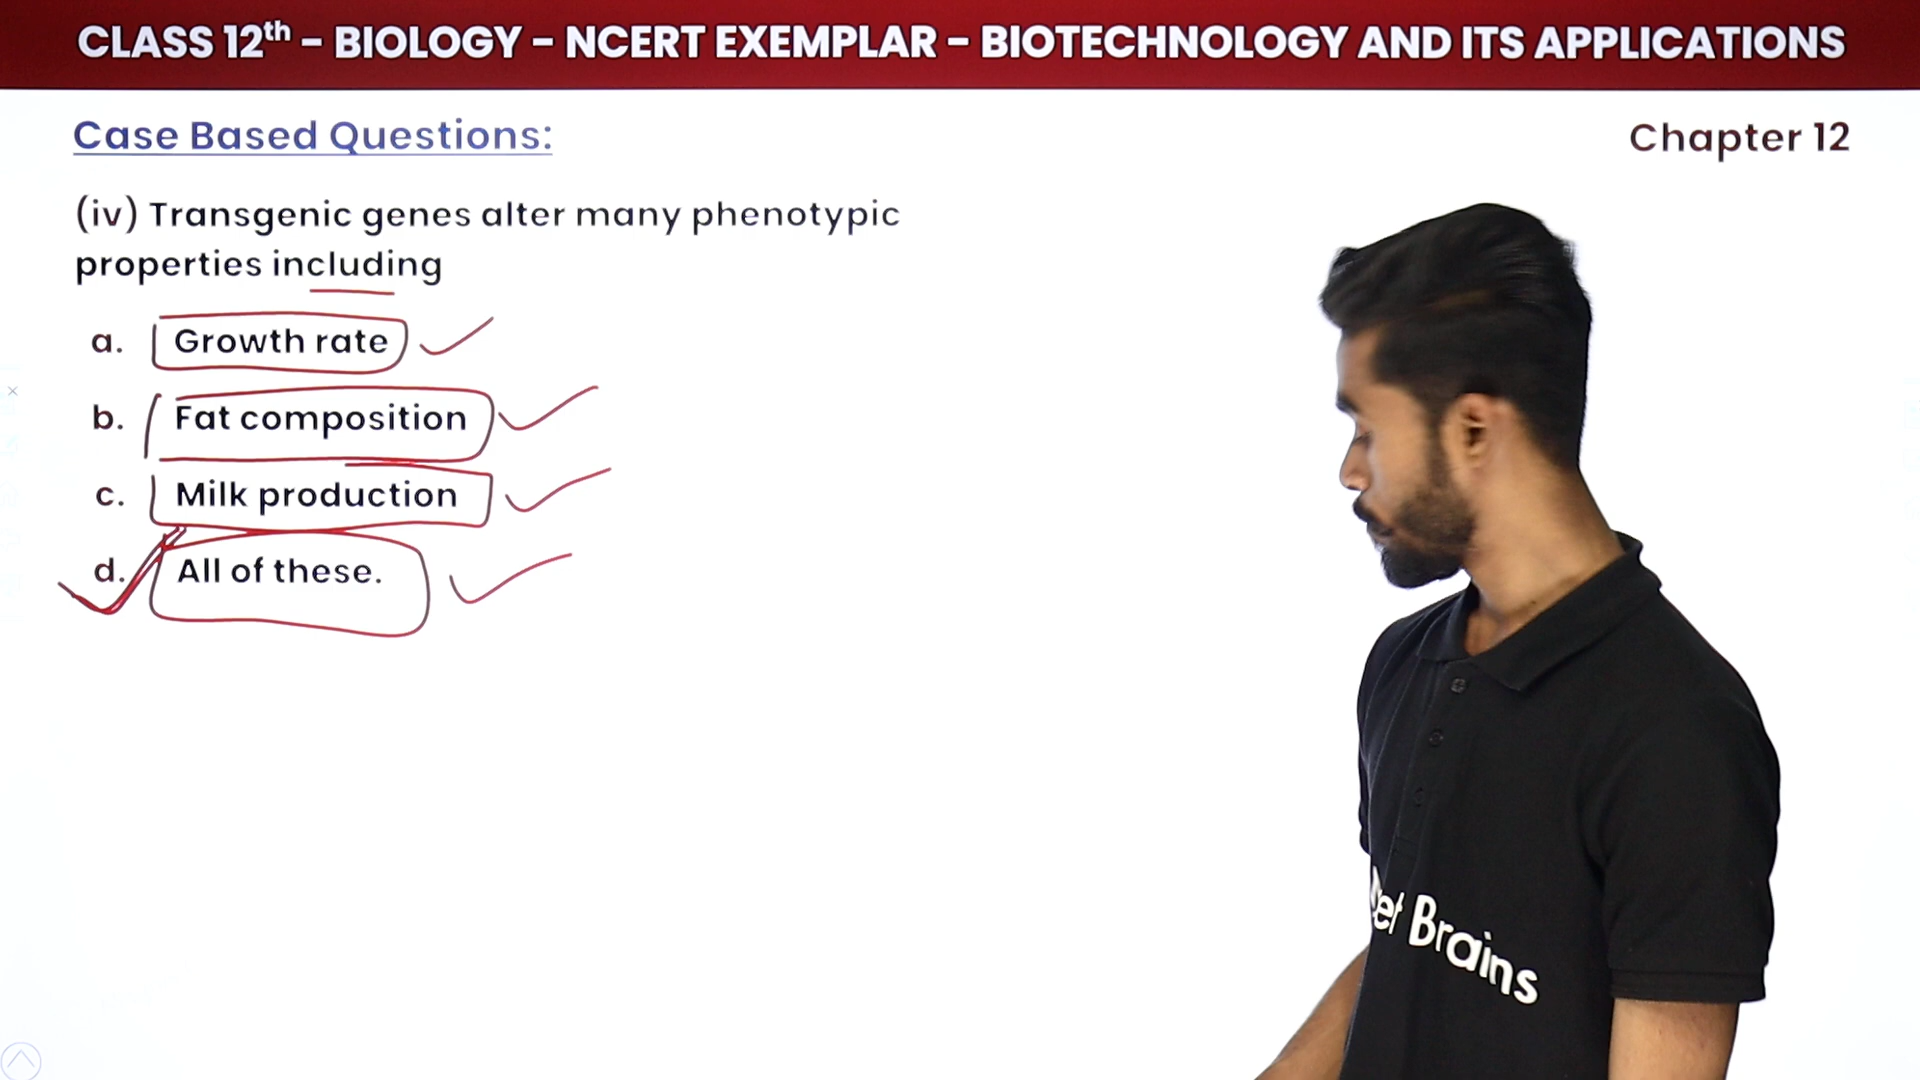 CLASS 12th – BIOLOGY – NCERT EXEMPLAR – BIOTECHNOLOGY AND ITS APPLICATIONS
Case Based Questions:
Chapter 12
(iv) Transgenic genes alter many phenotypic
properties including
a. Growth rate
b. Fat composition
c. Milk production
d. All of these.
Brains